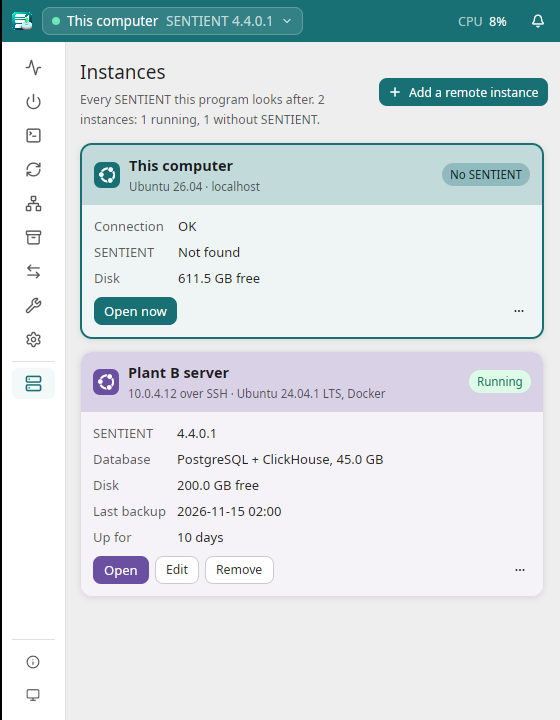 This computer SENTIENT 4.4.0.1
CPU 8%
Instances
Every SENTIENT this program looks after. 2
instances: 1 running, 1 without SENTIENT.
Add a remote instance
This computer
Ubuntu 26.04 · localhost
No SENTIENT
Connection OK
SENTIENT Not found
Disk 611.5 GB free
Open now
Plant B server
10.0.4.12 over SSH · Ubuntu 24.04.1 LTS, Docker
Running
SENTIENT 4.4.0.1
Database PostgreSQL + ClickHouse, 45.0 GB
Disk 200.0 GB free
Last backup 2026-11-15 02:00
Up for 10 days
Open Edit Remove